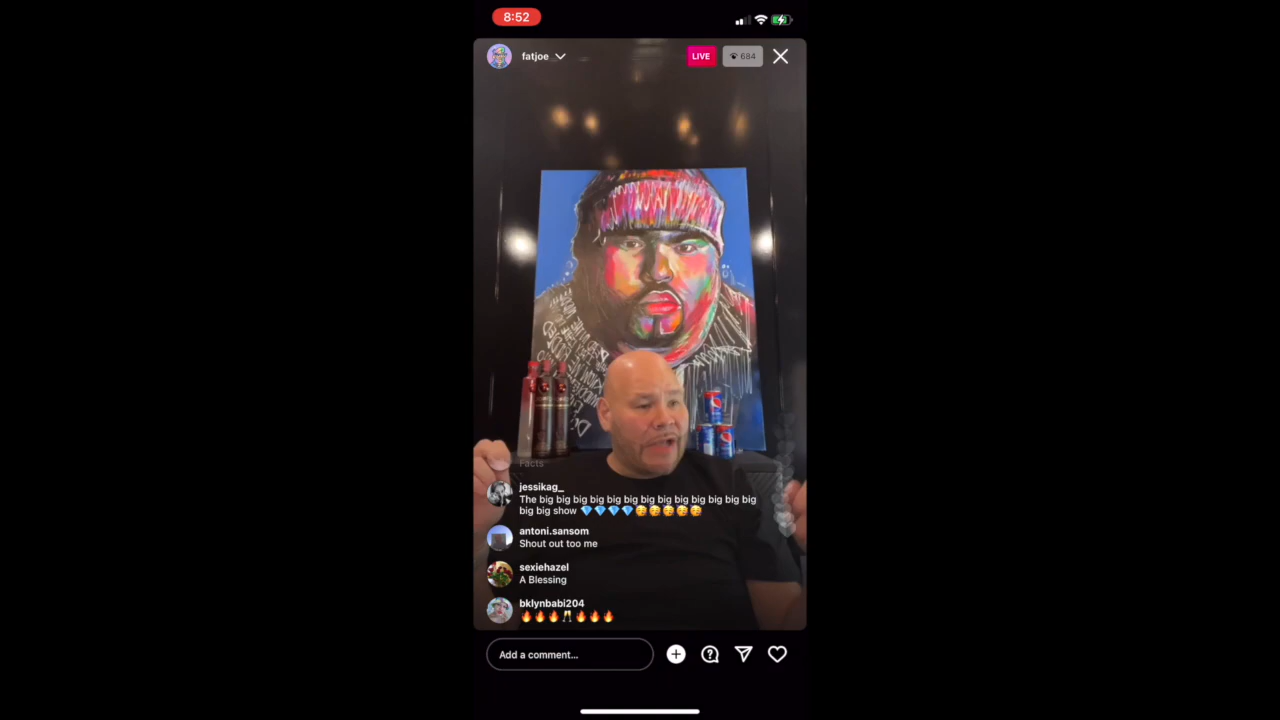 8:52
fatjoe
LIVE
684
Facts
jessikag_
The big big big big big big big big big big big big big
big big show 💎💎💎💎🥳🥳🥳🥳🥳
antoni.sansom
Shout out too me
sexiehazel
A Blessing
bklynbabi204
🔥🔥🔥🥂🔥🔥🔥
Add a comment...